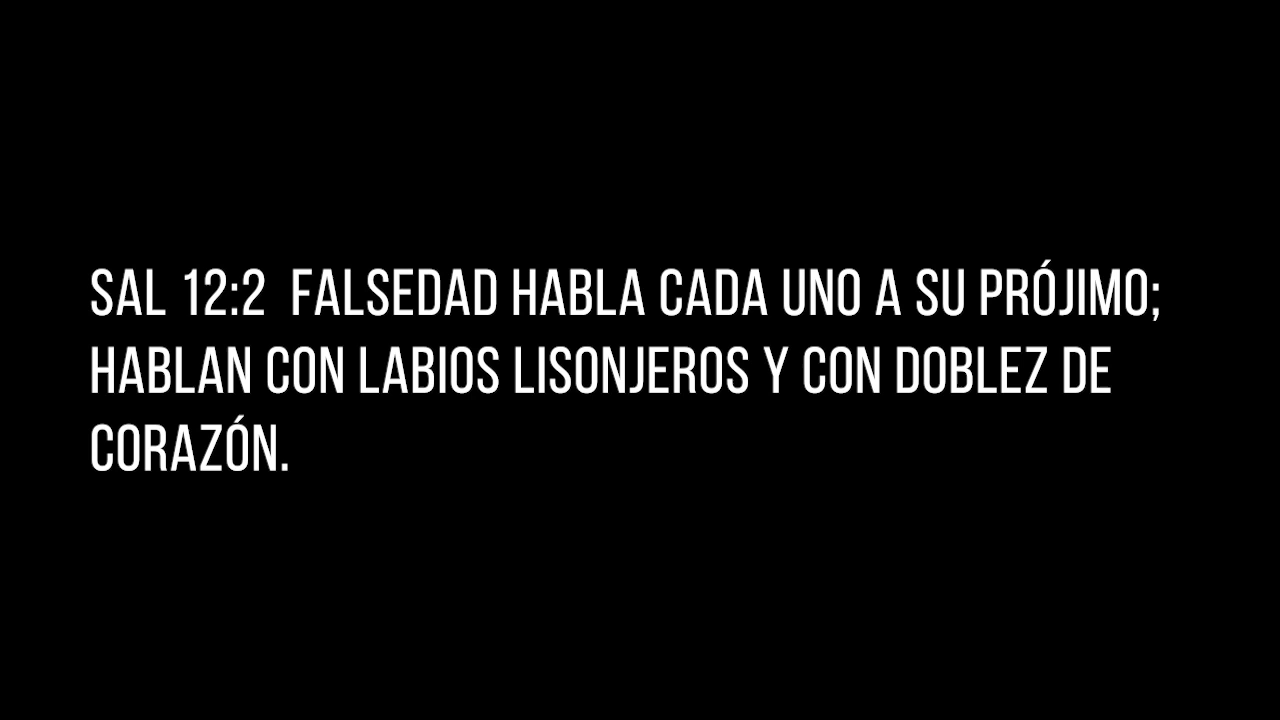 SAL 12:2  FALSEDAD HABLA CADA UNO A SU PRÓJIMO;
HABLAN CON LABIOS LISONJEROS Y CON DOBLEZ DE
CORAZÓN.